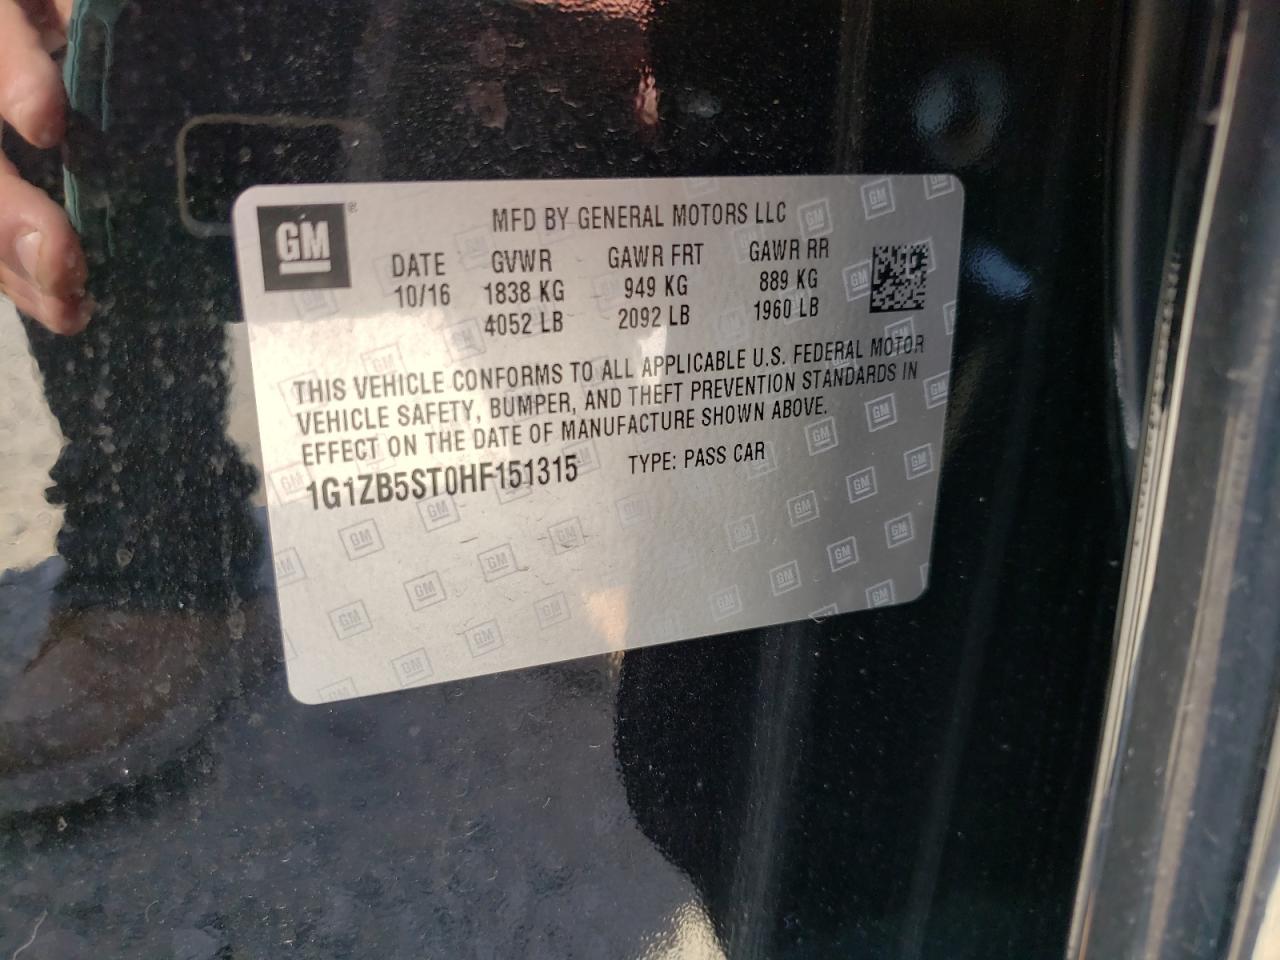 GM®
MFD BY GENERAL MOTORS LLC
DATE GVWR GAWR FRT GAWR RR
10/16 1838 KG 949 KG 889 KG
4052 LB 2092 LB 1960 LB
THIS VEHICLE CONFORMS TO ALL APPLICABLE U.S. FEDERAL MOTOR
VEHICLE SAFETY, BUMPER, AND THEFT PREVENTION STANDARDS IN
EFFECT ON THE DATE OF MANUFACTURE SHOWN ABOVE.
1G1ZB5ST0HF151315 TYPE: PASS CAR